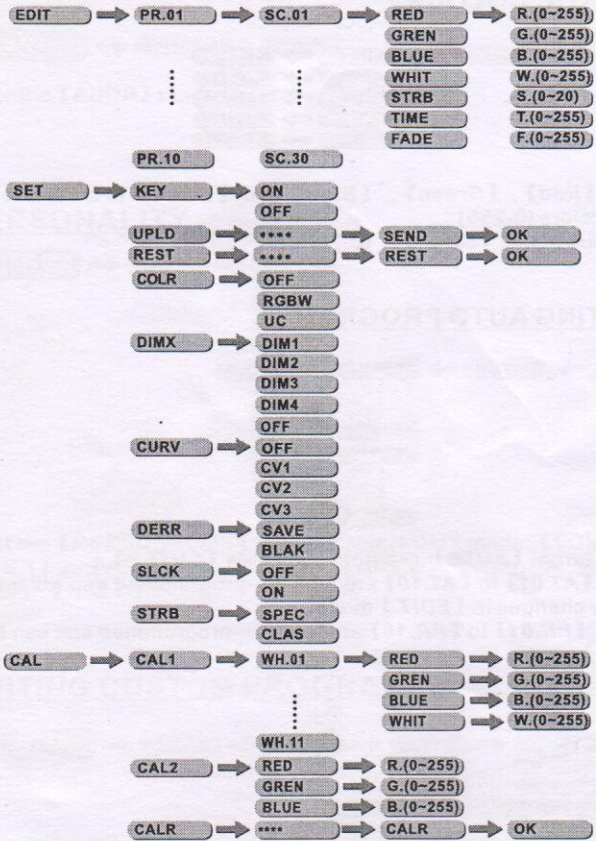 EDIT PR.01 SC.01 RED R.(0~255)
GREN G.(0~255)
BLUE B.(0~255)
WHIT W.(0~255)
STRB S.(0~20)
TIME T.(0~255)
FADE F.(0~255)
PR.10 SC.30
SET KEY ON
OFF
UPLD **** SEND OK
REST **** REST OK
COLR OFF
RGBW
UC
DIMX DIM1
DIM2
DIM3
DIM4
OFF
CURV OFF
CV1
CV2
CV3
DERR SAVE
BLAK
SLCK OFF
ON
STRB SPEC
CLAS
(CAL CAL1 WH.01 RED R.(0~255)
GREN G.(0~255)
BLUE B.(0~255)
WHIT W.(0~255)
WH.11
CAL2 RED R.(0~255)
GREN G.(0~255)
BLUE B.(0~255)
CALR **** CALR OK